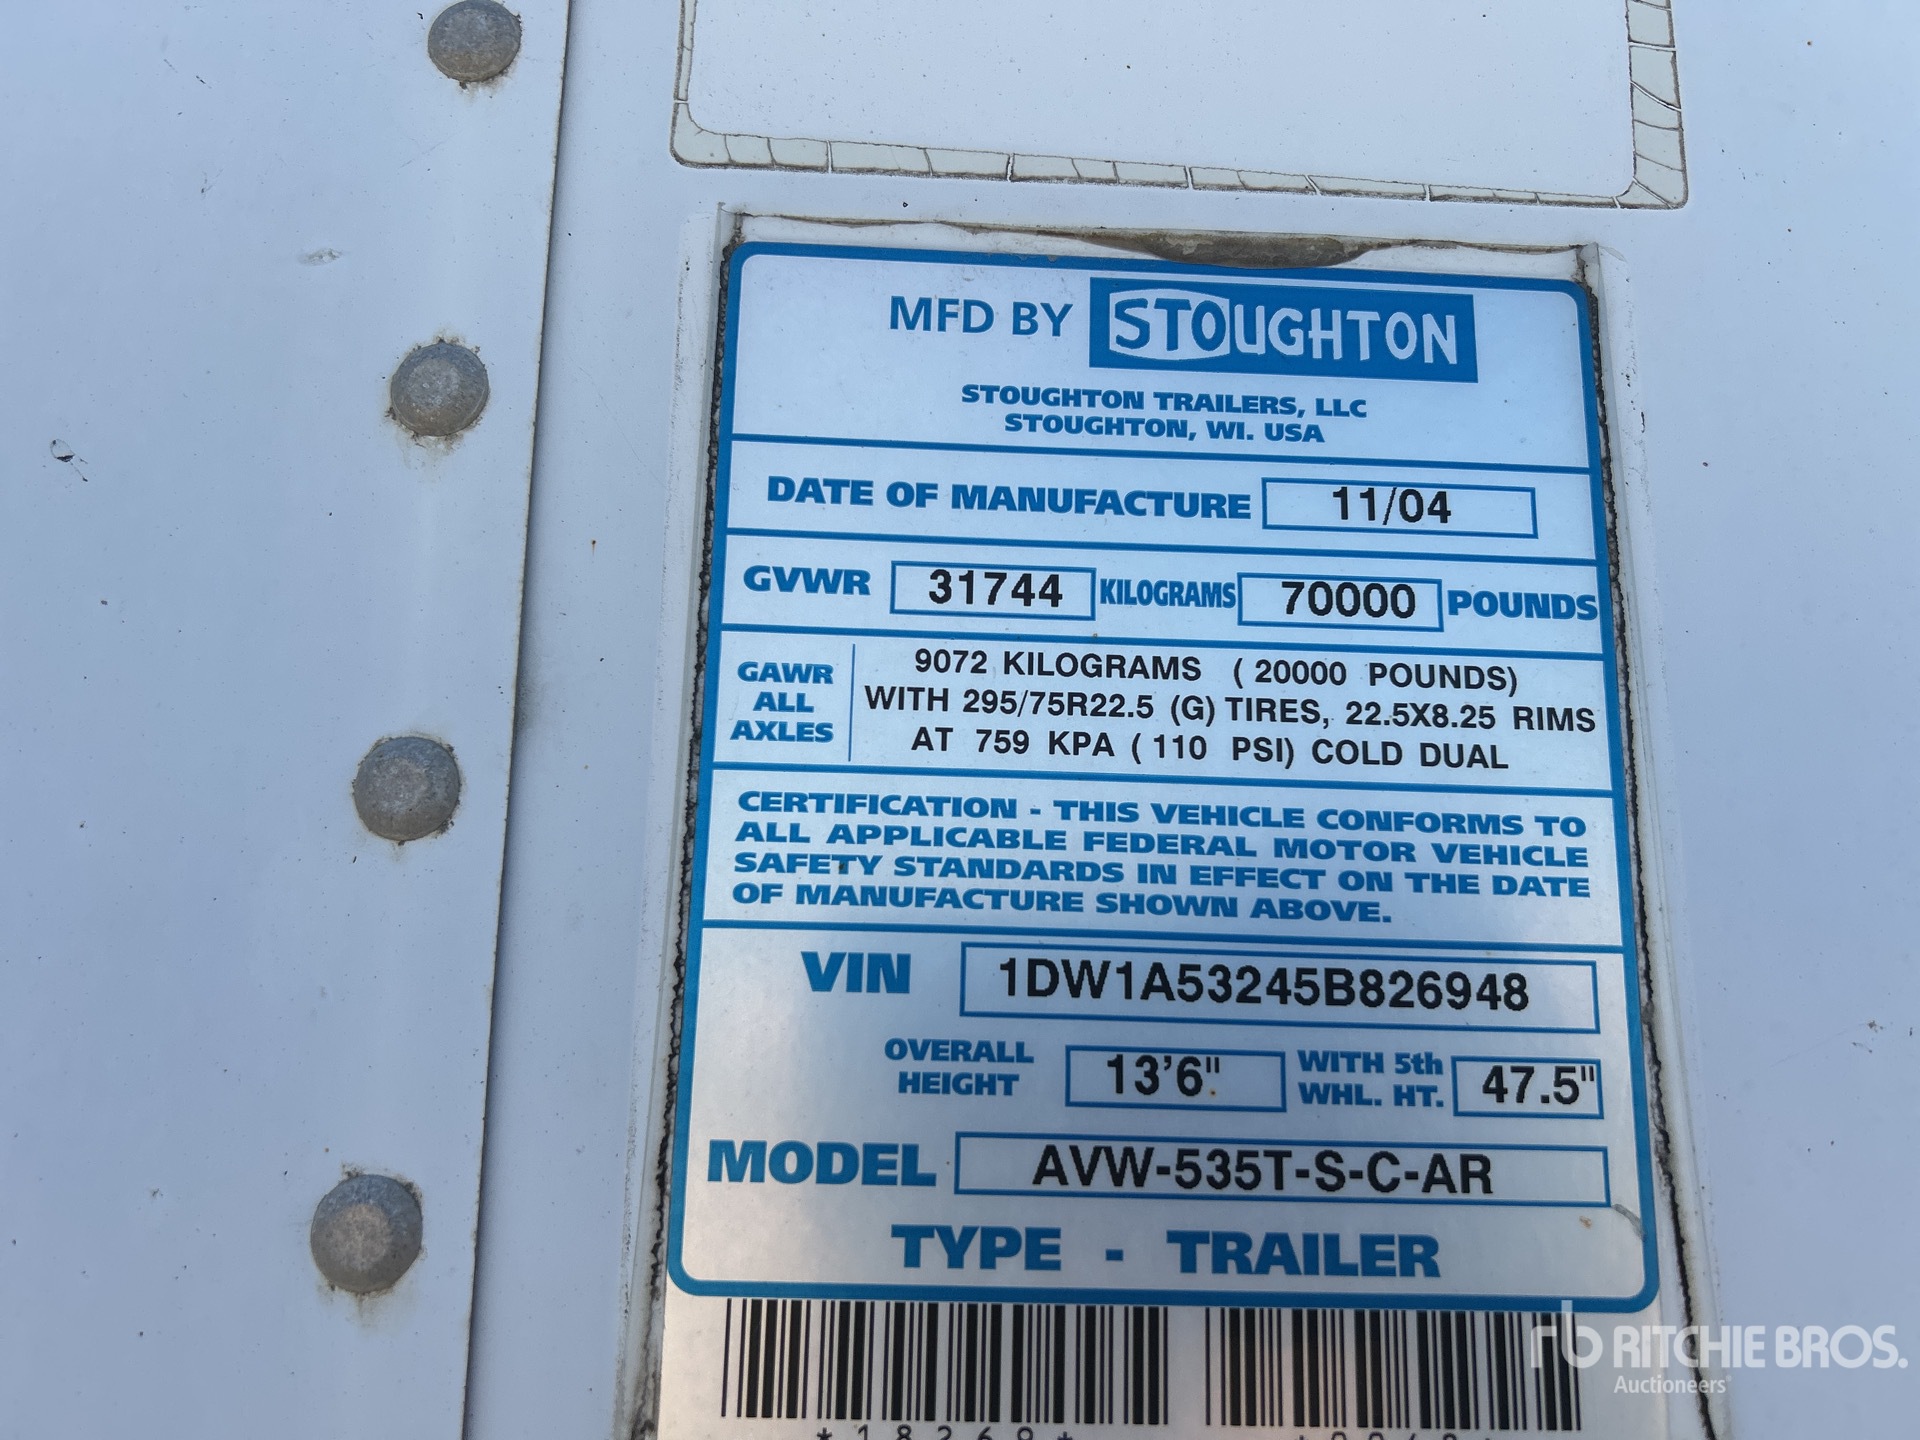 MFD BY STOUGHTON
STOUGHTON TRAILERS, LLC
STOUGHTON, WI. USA
DATE OF MANUFACTURE 11/04
GVWR 31744 KILOGRAMS 70000 POUNDS
GAWR ALL AXLES
9072 KILOGRAMS ( 20000 POUNDS)
WITH 295/75R22.5 (G) TIRES, 22.5X8.25 RIMS
AT 759 KPA ( 110 PSI) COLD DUAL
CERTIFICATION - THIS VEHICLE CONFORMS TO
ALL APPLICABLE FEDERAL MOTOR VEHICLE
SAFETY STANDARDS IN EFFECT ON THE DATE
OF MANUFACTURE SHOWN ABOVE.
VIN 1DW1A53245B826948
OVERALL HEIGHT 13'6" WITH 5th WHL. HT. 47.5"
MODEL AVW-535T-S-C-AR
TYPE - TRAILER
*18269*
rb RITCHIE BROS.
Auctioneers